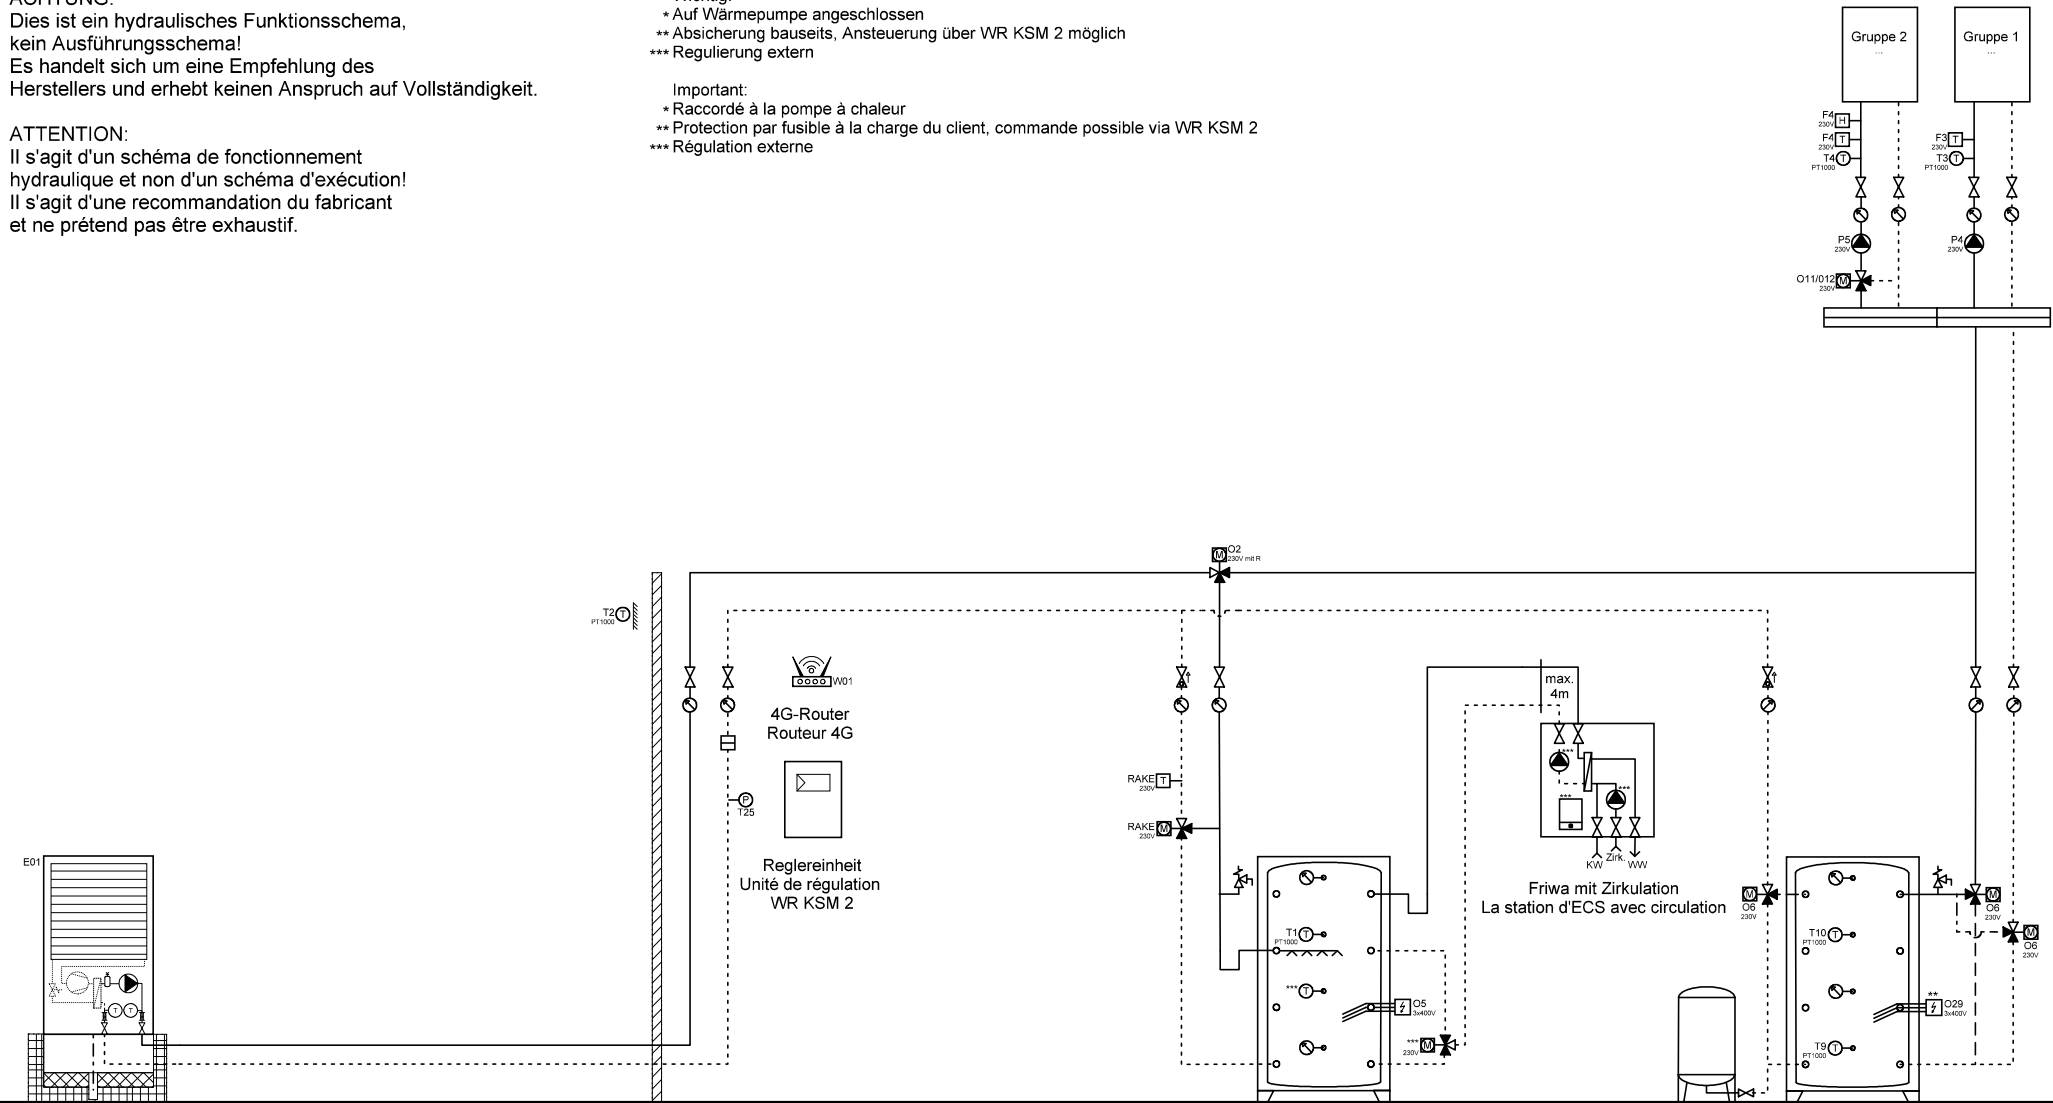 ACHTUNG:
Dies ist ein hydraulisches Funktionsschema,
kein Ausführungsschema!
Es handelt sich um eine Empfehlung des
Herstellers und erhebt keinen Anspruch auf Vollständigkeit.
ATTENTION:
Il s'agit d'un schéma de fonctionnement
hydraulique et non d'un schéma d'exécution!
Il s'agit d'une recommandation du fabricant
et ne prétend pas être exhaustif.
Wichtig:
* Auf Wärmepumpe angeschlossen
** Absicherung bauseits, Ansteuerung über WR KSM 2 möglich
*** Regulierung extern
Important:
* Raccordé à la pompe à chaleur
** Protection par fusible à la charge du client, commande possible via WR KSM 2
*** Régulation externe
Gruppe 2
...
Gruppe 1
...
F4
230V
H
F4
230V
T
T4
PT1000
T
F3
230V
T
T3
PT1000
T
P5
230V
P4
230V
O11/012
230V
M
O2
230V mit R
M
T2
PT1000
T
W01
4G-Router
Routeur 4G
P
T25
Reglereinheit
Unité de régulation
WR KSM 2
E01
T
T
RAKE
230V
T
RAKE
230V
M
max.
4m
***
***
***
KW
Zirk.
WW
Friwa mit Zirkulation
La station d'ECS avec circulation
T1
PT1000
T
***
T
O5
3x400V
***
230V
M
M
O6
230V
M
O6
230V
M
O6
230V
T10
PT1000
T
**
O29
3x400V
T9
PT1000
T